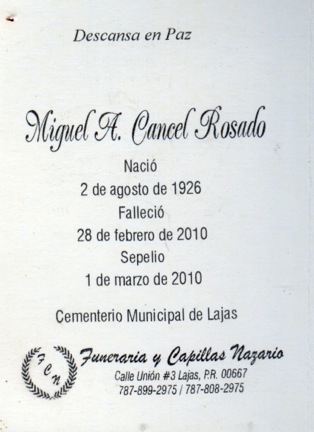 Descansa en Paz
Miguel A. Cancel Rosado
Nació
2 de agosto de 1926
Falleció
28 de febrero de 2010
Sepelio
1 de marzo de 2010
Cementerio Municipal de Lajas
FCN
Funeraria y Capillas Nazario
Calle Unión #3 Lajas, P.R. 00667
787-899-2975 / 787-808-2975